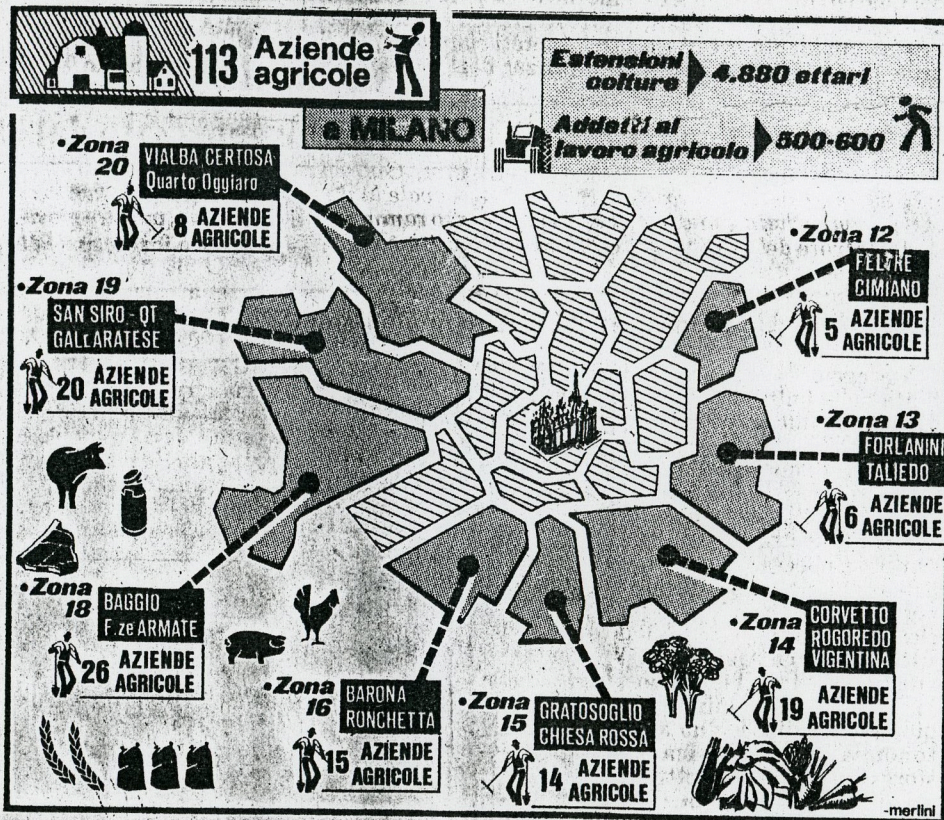 113 Aziende
agricole
a MILANO
Estensioni
colture 4.880 ettari
Addetti al
lavoro agricolo 500-600
•Zona
20
VIALBA CERTOSA
Quarto Oggiaro
8 AZIENDE
AGRICOLE
•Zona 19
SAN SIRO - QT
GALLARATESE
20 AZIENDE
AGRICOLE
•Zona 12
FELTRE
CIMIANO
5 AZIENDE
AGRICOLE
•Zona 13
FORLANINI
TALIEDO
6 AZIENDE
AGRICOLE
•Zona
18
BAGGIO
F.ze ARMATE
26 AZIENDE
AGRICOLE
•Zona
16
BARONA
RONCHETTA
15 AZIENDE
AGRICOLE
•Zona
15
GRATOSOGLIO
CHIESA ROSSA
14 AZIENDE
AGRICOLE
•Zona
14
CORVETTO
ROGOREDO
VIGENTINA
19 AZIENDE
AGRICOLE
-merlini